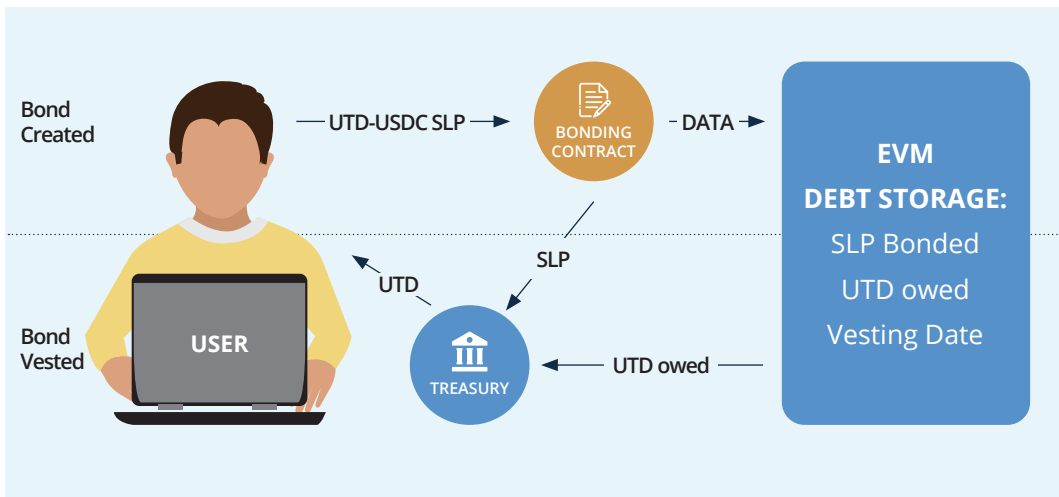 Bond
Created
UTD-USDC SLP
BONDING
CONTRACT
DATA
EVM
DEBT STORAGE:
SLP Bonded
UTD owed
Vesting Date
SLP
UTD
Bond
Vested
USER
TREASURY
UTD owed